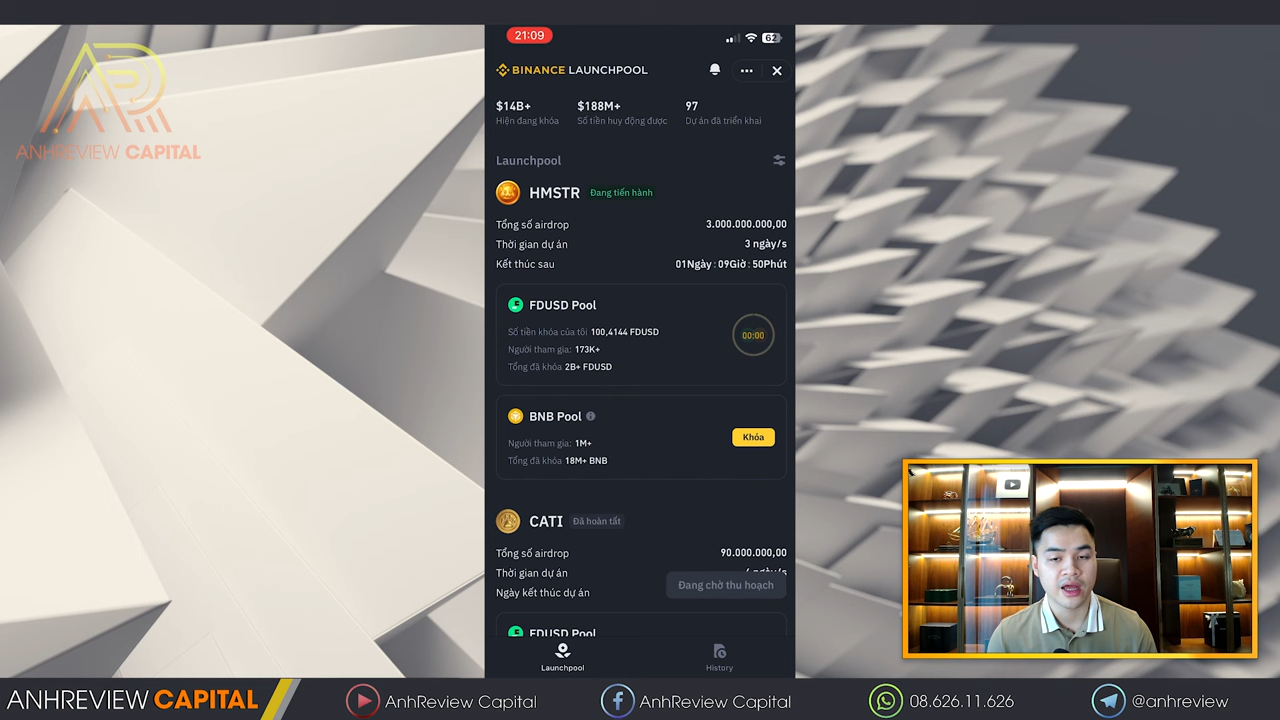 ANHREVIEW CAPITAL
21:09
62
BINANCE LAUNCHPOOL
$14B+ $188M+ 97
Hiện đang khóa Số tiền huy động được Dự án đã triển khai
Launchpool
HMSTR Đang tiến hành
Tổng số airdrop 3.000.000.000,00
Thời gian dự án 3 ngày/s
Kết thúc sau 01Ngày : 09Giờ : 50Phút
FDUSD Pool
Số tiền khóa của tôi 100,4144 FDUSD
00:00
Người tham gia: 173K+
Tổng đã khóa 2B+ FDUSD
BNB Pool
Người tham gia: 1M+
Khóa
Tổng đã khóa 18M+ BNB
CATI Đã hoàn tất
Tổng số airdrop 90.000.000,00
Thời gian dự án
Đang chờ thu hoạch
Ngày kết thúc dự án
FDUSD Pool
Launchpool History
ANHREVIEW CAPITAL AnhReview Capital AnhReview Capital 08.626.11.626 @anhreview